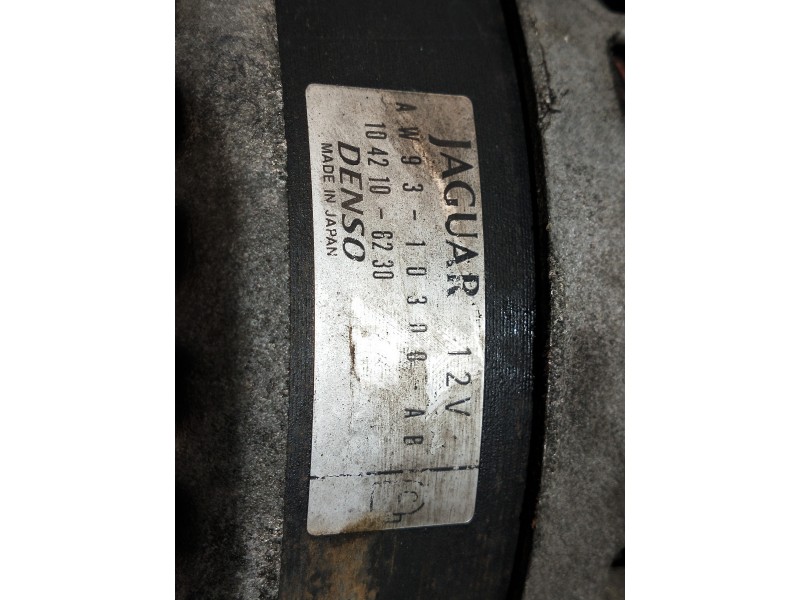 JAGUAR 12V
AW93-10300-AB
104210-6230
DENSO
MADE IN JAPAN